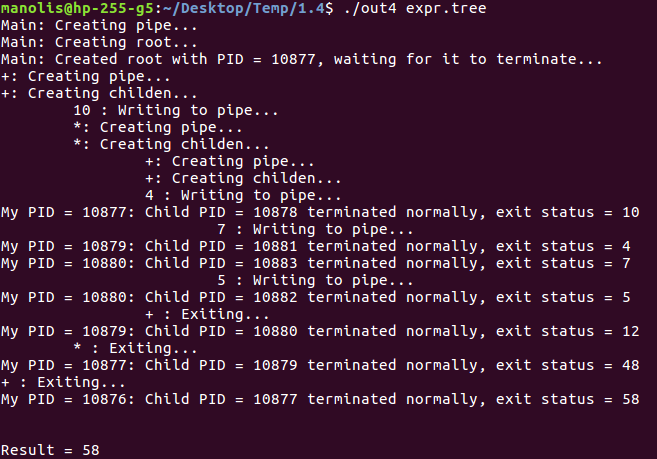 manolis@hp-255-g5:~/Desktop/Temp/1.4$ ./out4 expr.tree
Main: Creating pipe...
Main: Creating root...
Main: Created root with PID = 10877, waiting for it to terminate...
+: Creating pipe...
+: Creating childen...
10 : Writing to pipe...
*: Creating pipe...
*: Creating childen...
+: Creating pipe...
+: Creating childen...
4 : Writing to pipe...
My PID = 10877: Child PID = 10878 terminated normally, exit status = 10
7 : Writing to pipe...
My PID = 10879: Child PID = 10881 terminated normally, exit status = 4
My PID = 10880: Child PID = 10883 terminated normally, exit status = 7
5 : Writing to pipe...
My PID = 10880: Child PID = 10882 terminated normally, exit status = 5
+ : Exiting...
My PID = 10879: Child PID = 10880 terminated normally, exit status = 12
* : Exiting...
My PID = 10877: Child PID = 10879 terminated normally, exit status = 48
+ : Exiting...
My PID = 10876: Child PID = 10877 terminated normally, exit status = 58
Result = 58